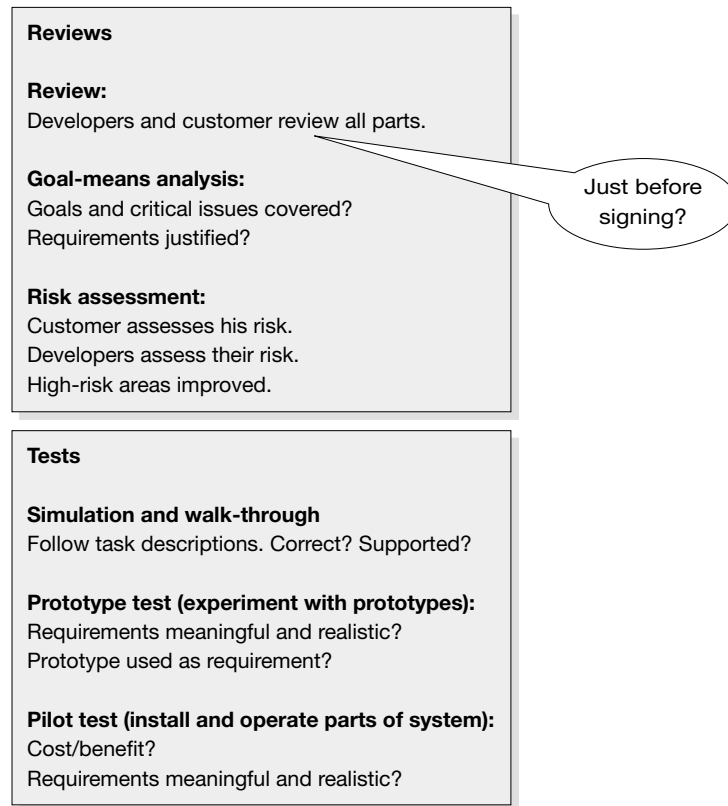 Reviews
Review:
Developers and customer review all parts.
Just before
signing?
Goal-means analysis:
Goals and critical issues covered?
Requirements justified?
Risk assessment:
Customer assesses his risk.
Developers assess their risk.
High-risk areas improved.
Tests
Simulation and walk-through
Follow task descriptions. Correct? Supported?
Prototype test (experiment with prototypes):
Requirements meaningful and realistic?
Prototype used as requirement?
Pilot test (install and operate parts of system):
Cost/benefit?
Requirements meaningful and realistic?